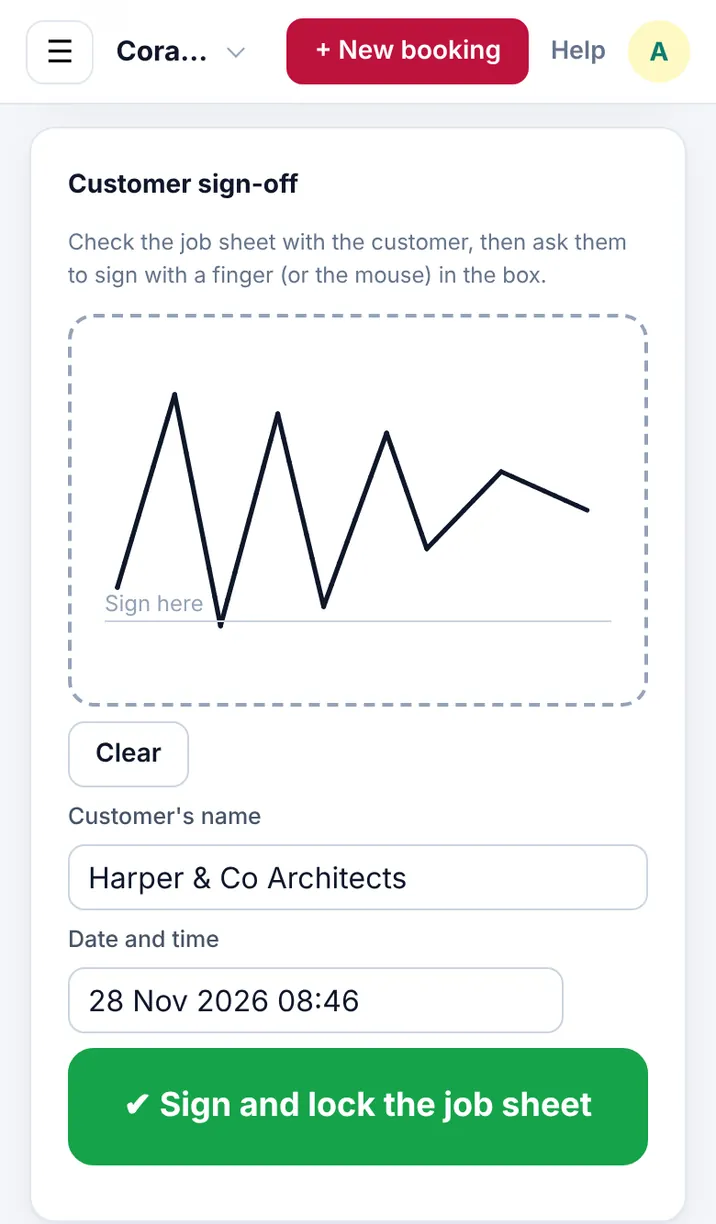 ☰ Cora... + New booking Help A
Customer sign-off
Check the job sheet with the customer, then ask them
to sign with a finger (or the mouse) in the box.
Sign here
Clear
Customer's name
Harper & Co Architects
Date and time
28 Nov 2026 08:46
✔ Sign and lock the job sheet